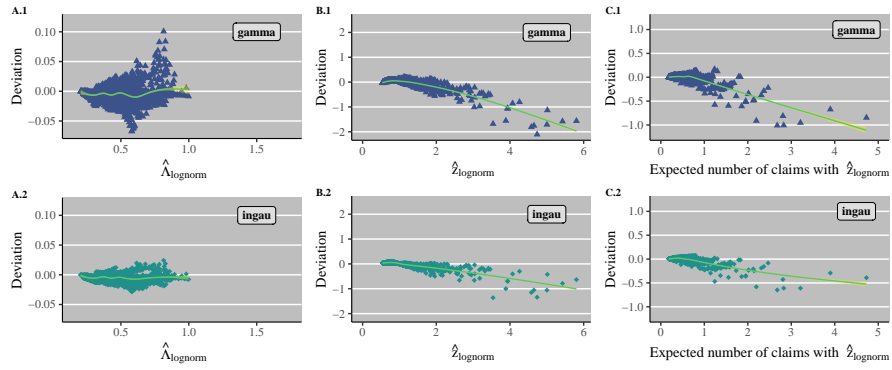 A.1
gamma
Deviation
0.10
0.05
0.00
−0.05
0.5
1.0
1.5
Λ̂lognorm
B.1
gamma
Deviation
2
1
0
−1
−2
0
2
4
6
ẑlognorm
C.1
gamma
Deviation
1.0
0.5
0.0
−0.5
−1.0
0
1
2
3
4
5
Expected number of claims with ẑlognorm
A.2
ingau
Deviation
0.10
0.05
0.00
−0.05
0.5
1.0
1.5
Λ̂lognorm
B.2
ingau
Deviation
2
1
0
−1
−2
0
2
4
6
ẑlognorm
C.2
ingau
Deviation
1.0
0.5
0.0
−0.5
−1.0
0
1
2
3
4
5
Expected number of claims with ẑlognorm